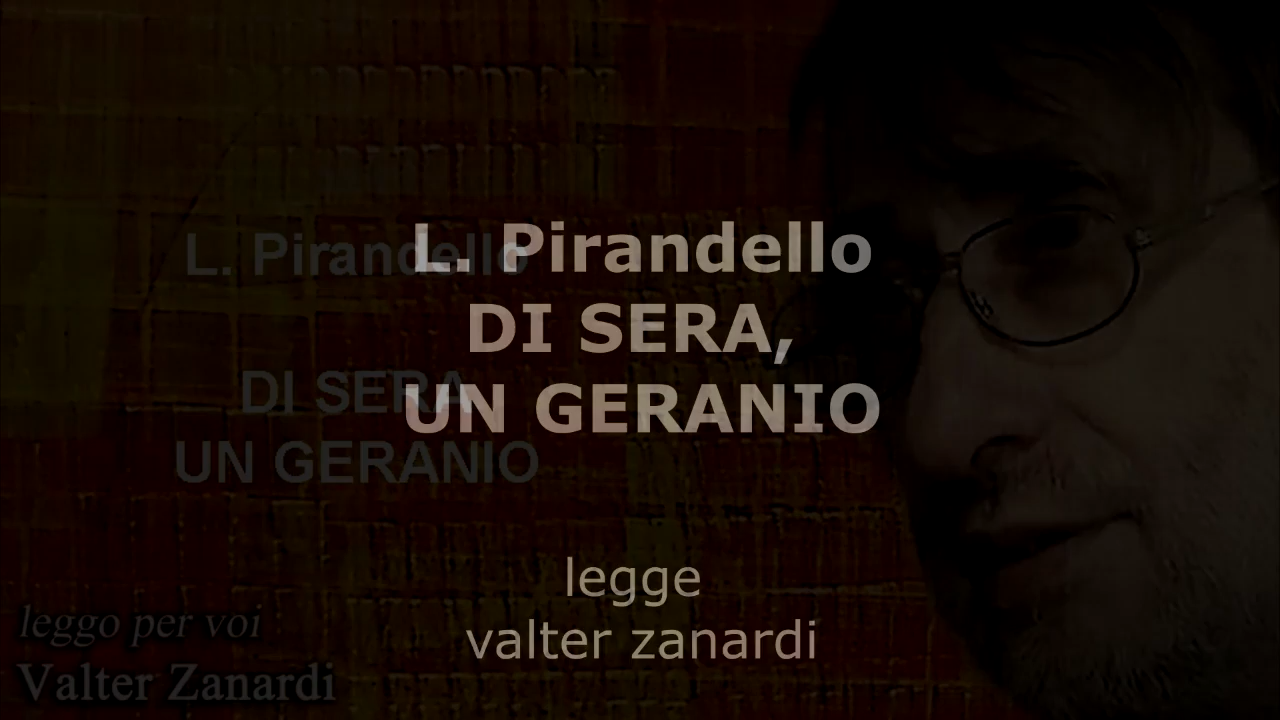 L. Pirandello
DI SERA,
UN GERANIO
legge
valter zanardi
L. Pirandello
DI SERA
UN GERANIO
leggo per voi
Valter Zanardi